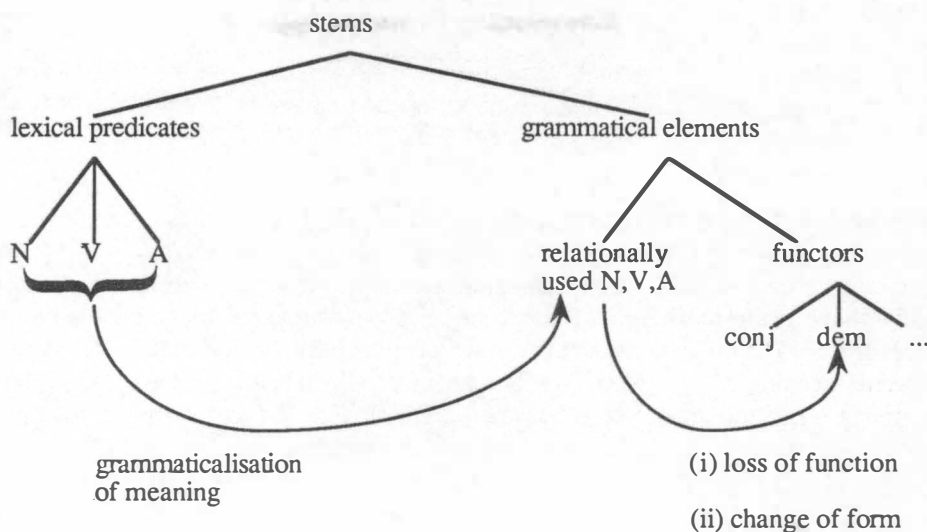 stems
lexical predicates
grammatical elements
N V A
relationally
used N,V,A
functors
conj dem ...
grammaticalisation
of meaning
(i) loss of function
(ii) change of form